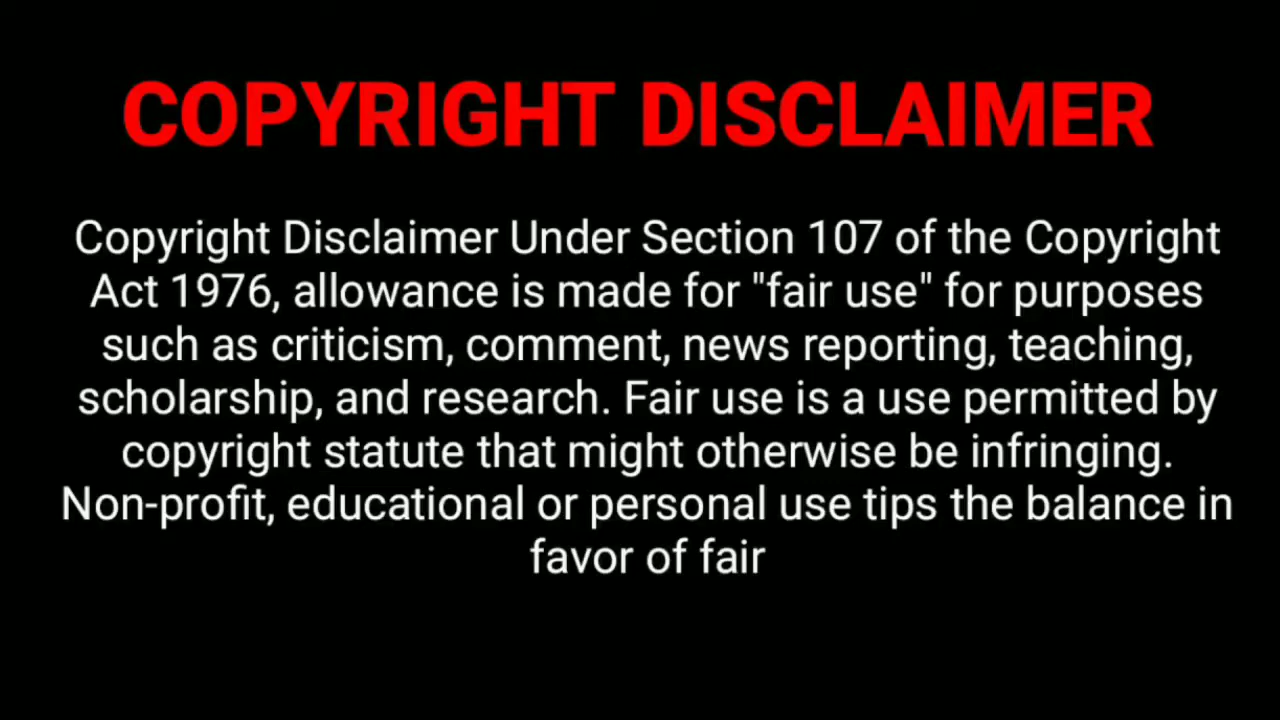 COPYRIGHT DISCLAIMER
Copyright Disclaimer Under Section 107 of the Copyright
Act 1976, allowance is made for "fair use" for purposes
such as criticism, comment, news reporting, teaching,
scholarship, and research. Fair use is a use permitted by
copyright statute that might otherwise be infringing.
Non-profit, educational or personal use tips the balance in
favor of fair